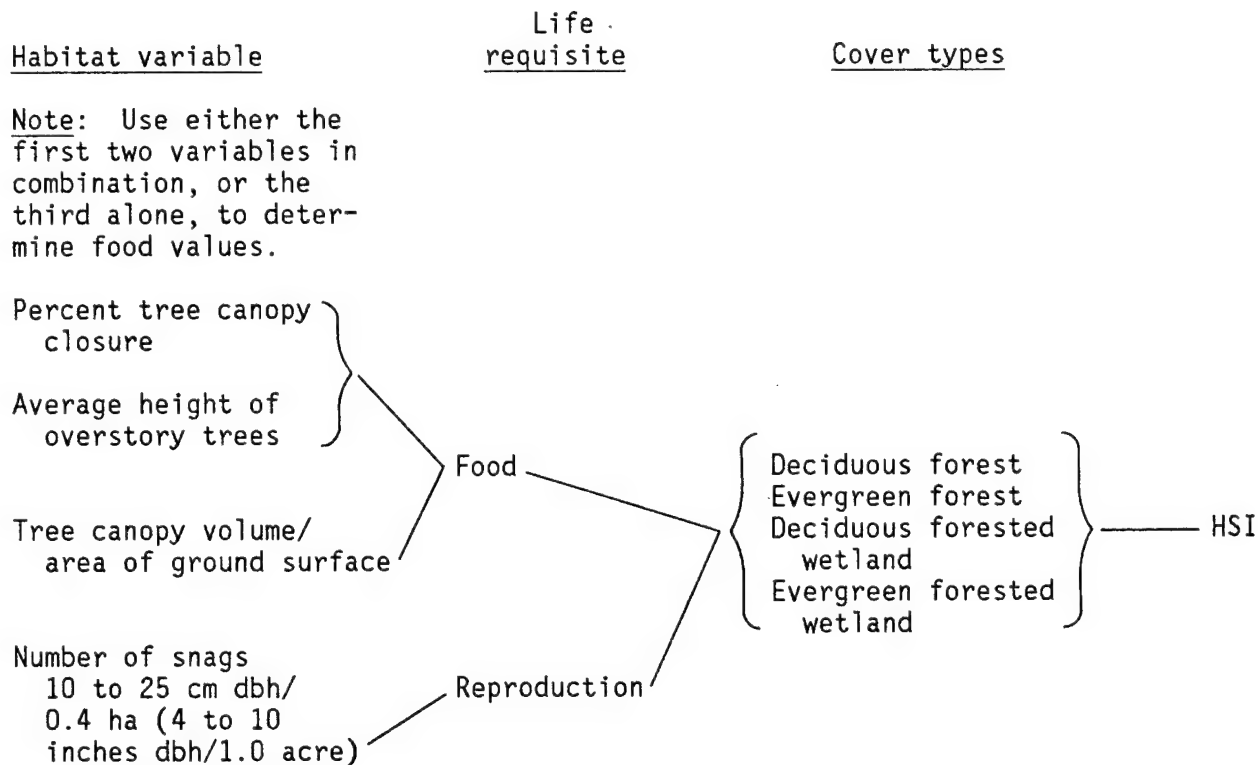 Habitat variable
Life
requisite
Cover types
Note: Use either the
first two variables in
combination, or the
third alone, to deter-
mine food values.
Percent tree canopy
closure
Average height of
overstory trees
Tree canopy volume/
area of ground surface
Number of snags
10 to 25 cm dbh/
0.4 ha (4 to 10
inches dbh/1.0 acre)
Food
Reproduction
Deciduous forest
Evergreen forest
Deciduous forested
wetland
Evergreen forested
wetland
HSI